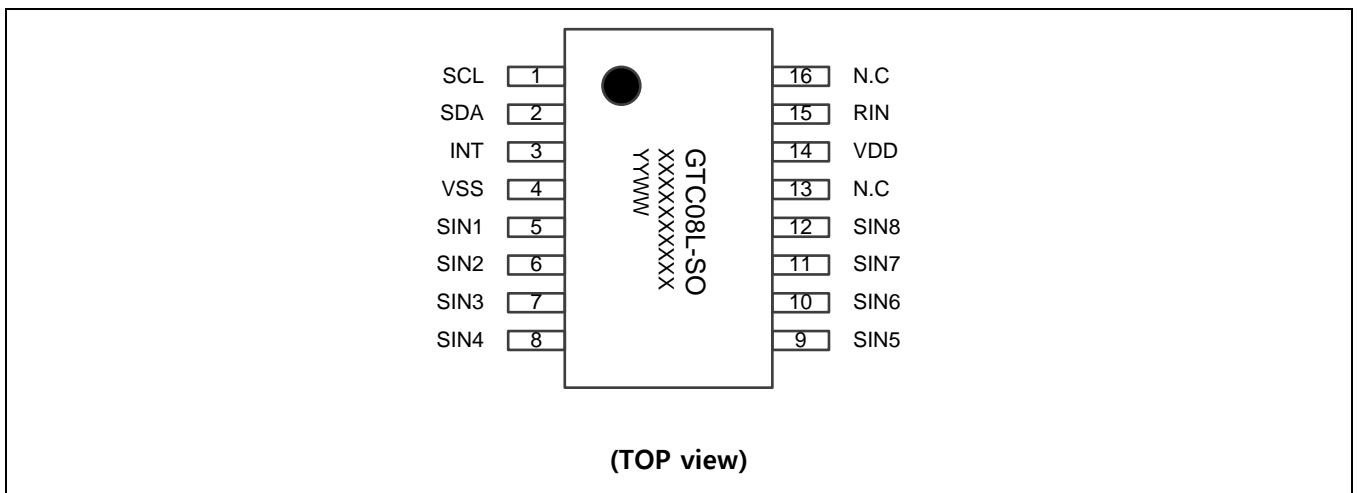 SCL 1 16 N.C
SDA 2 15 RIN
INT 3 14 VDD
VSS 4 13 N.C
SIN1 5 12 SIN8
SIN2 6 11 SIN7
SIN3 7 10 SIN6
SIN4 8 9 SIN5
GTC08L-SO
XXXXXXXXXX
YYWW
(TOP view)